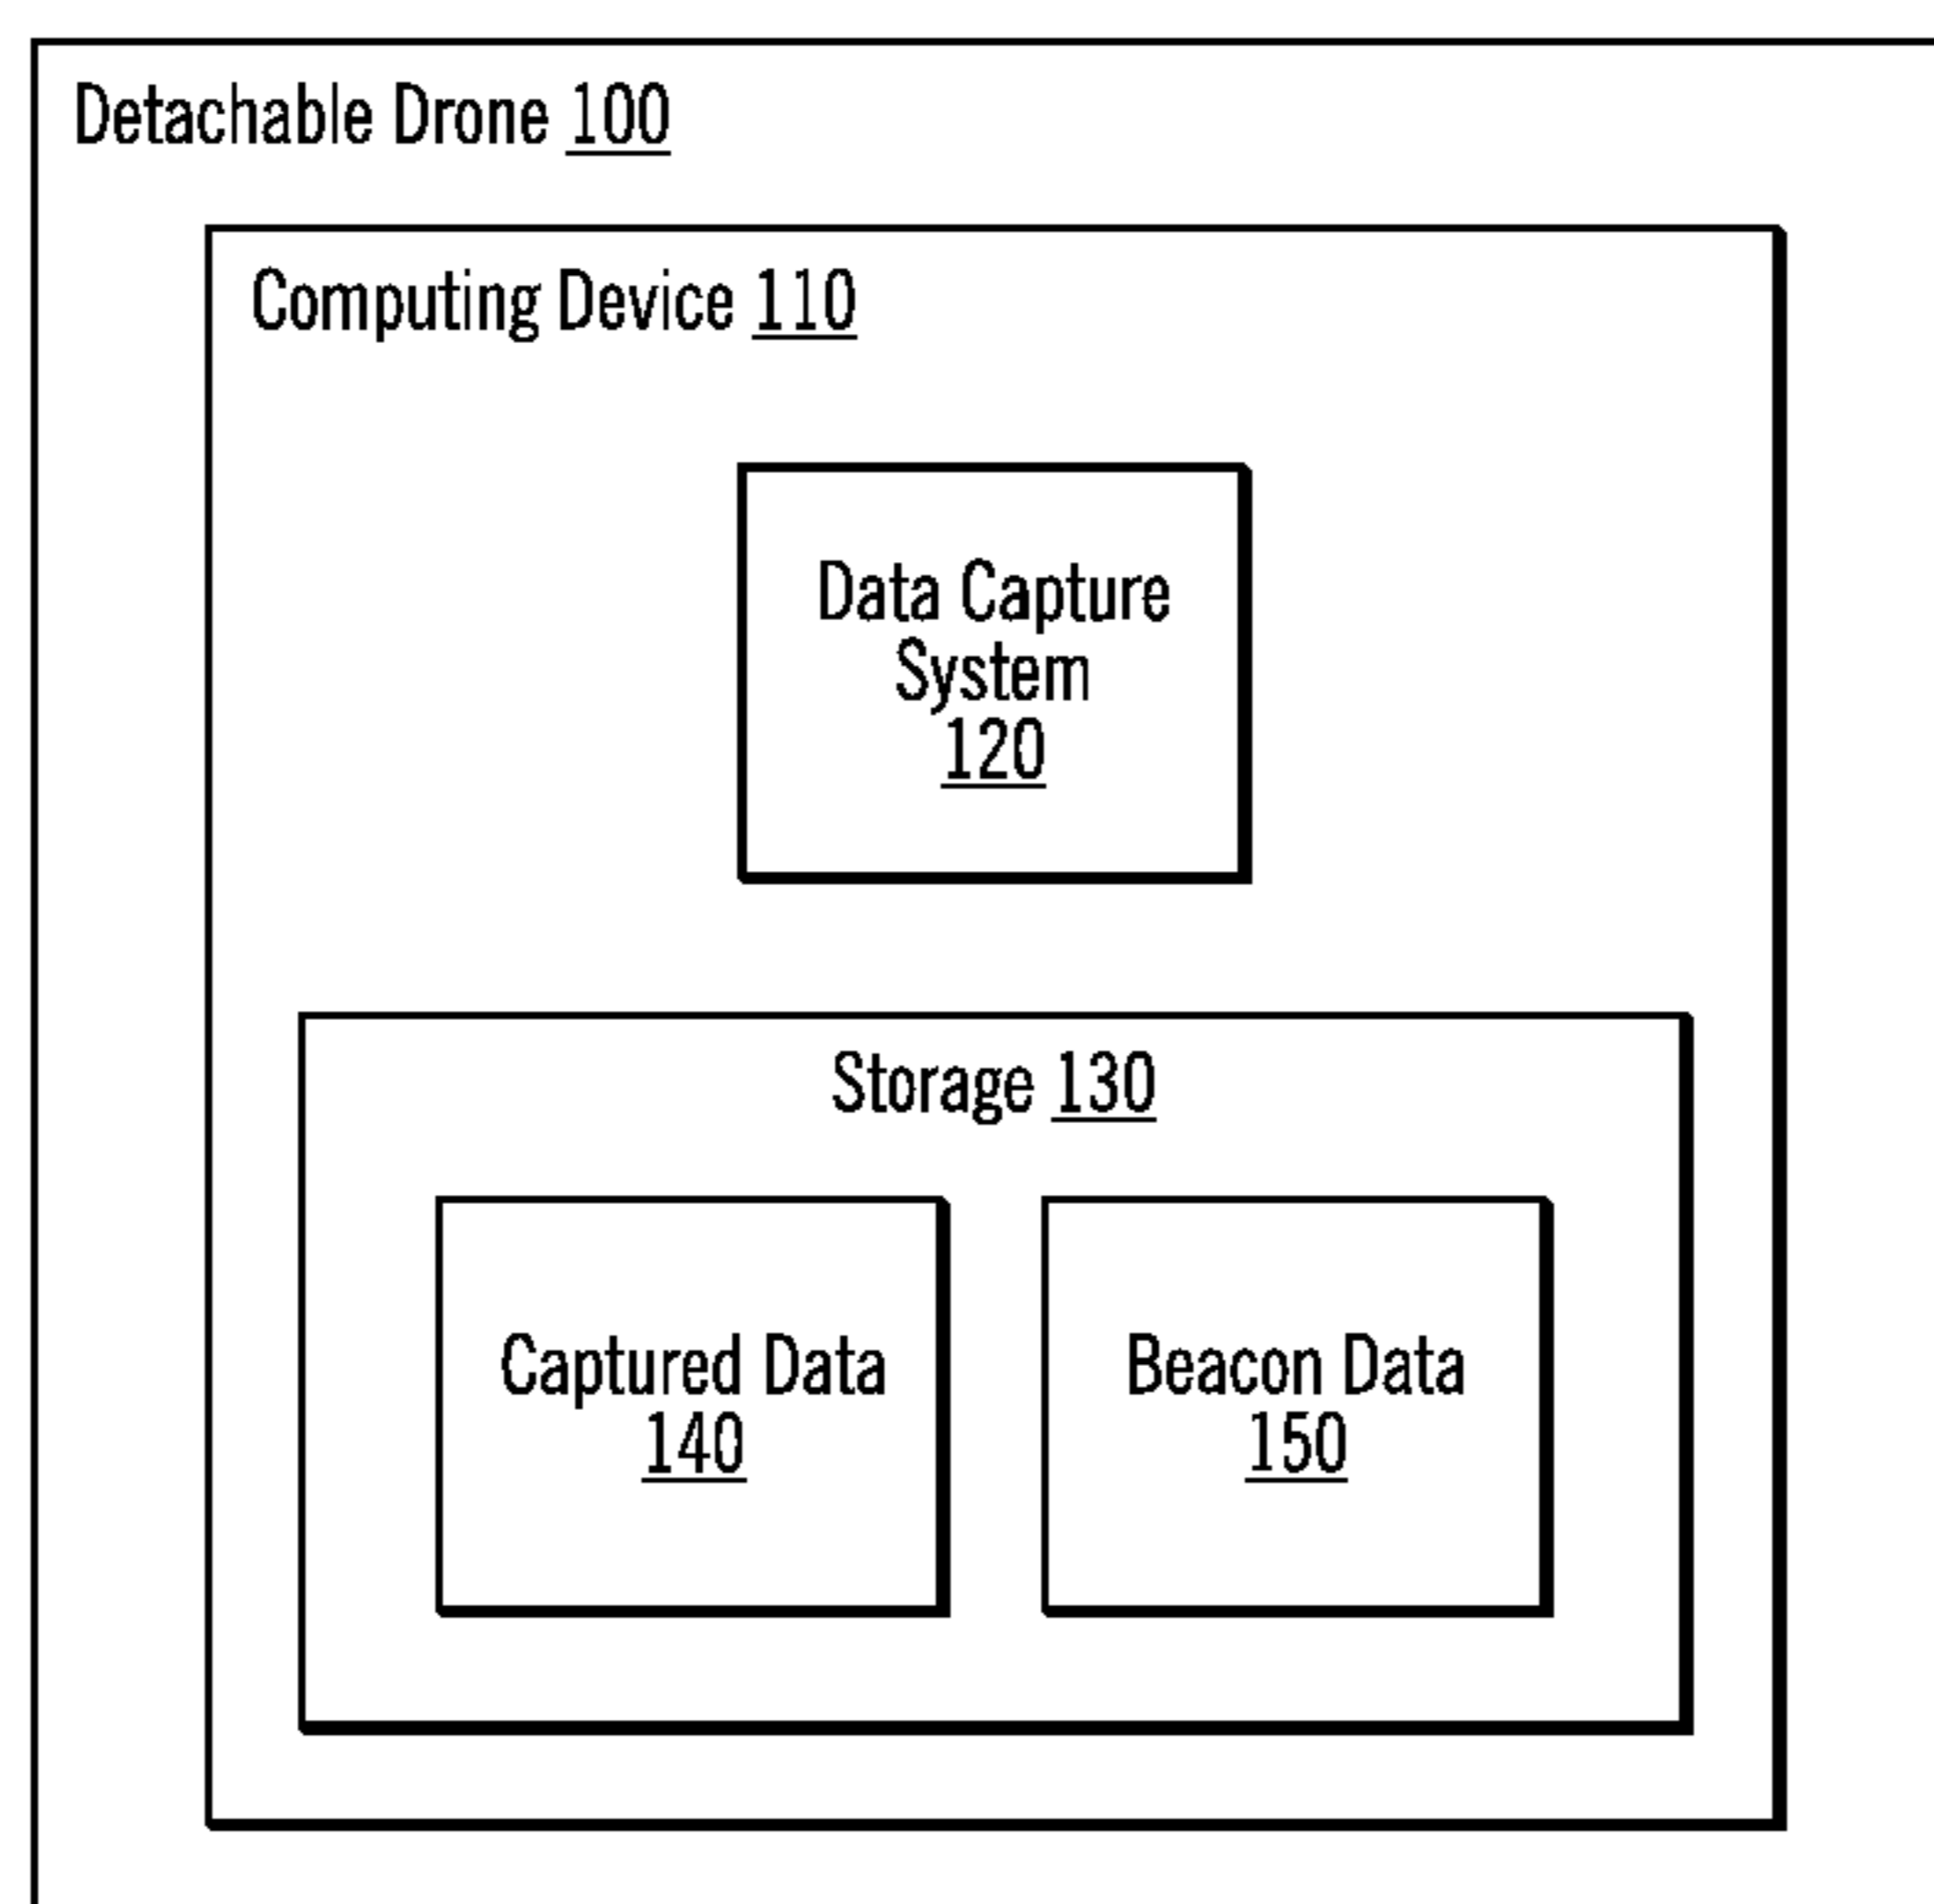 Detachable Drone 100
Computing Device 110
Data Capture
System
120
Storage 130
Captured Data
140
Beacon Data
150